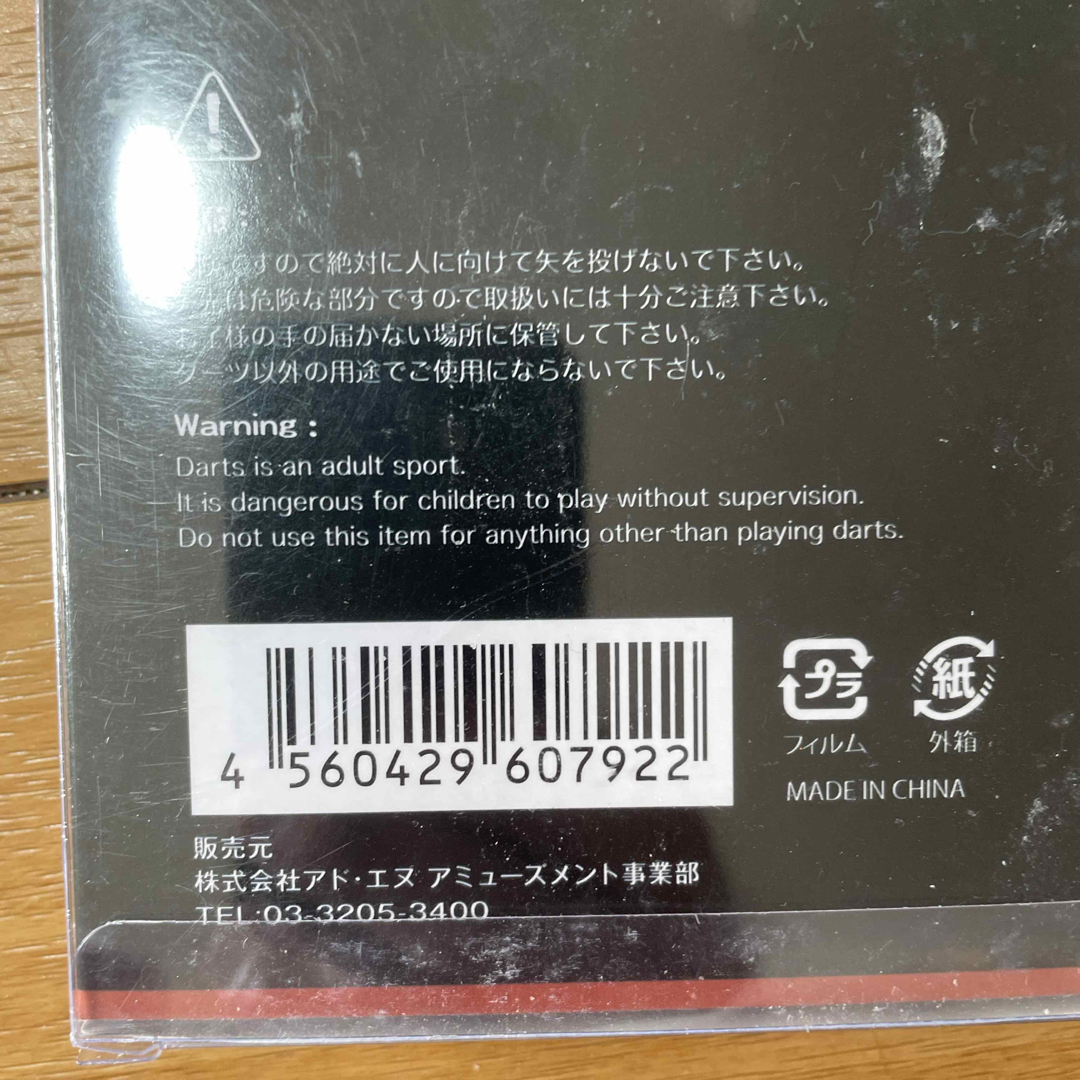 ですので絶対に人に向けて矢を投げないで下さい。
は危険な部分ですので取扱いには十分ご注意下さい。
お子様の手の届かない場所に保管して下さい。
ダーツ以外の用途でご使用にならないで下さい。
Warning :
Darts is an adult sport.
It is dangerous for children to play without supervision.
Do not use this item for anything other than playing darts.
4 560429 607922
プラ
フィルム
紙
外箱
MADE IN CHINA
販売元
株式会社アド・エヌ アミューズメント事業部
TEL:03-3205-3400